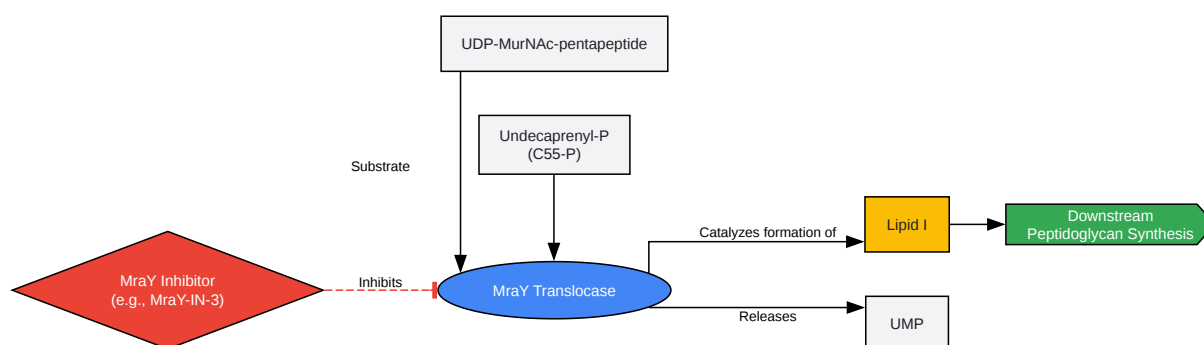 UDP-MurNAc-pentapeptide
Undecaprenyl-P
(C55-P)
Substrate
Catalyzes formation of
Lipid I
Downstream
Peptidoglycan Synthesis
MraY Inhibitor
(e.g., MraY-IN-3)
Inhibits
MraY Translocase
Releases
UMP